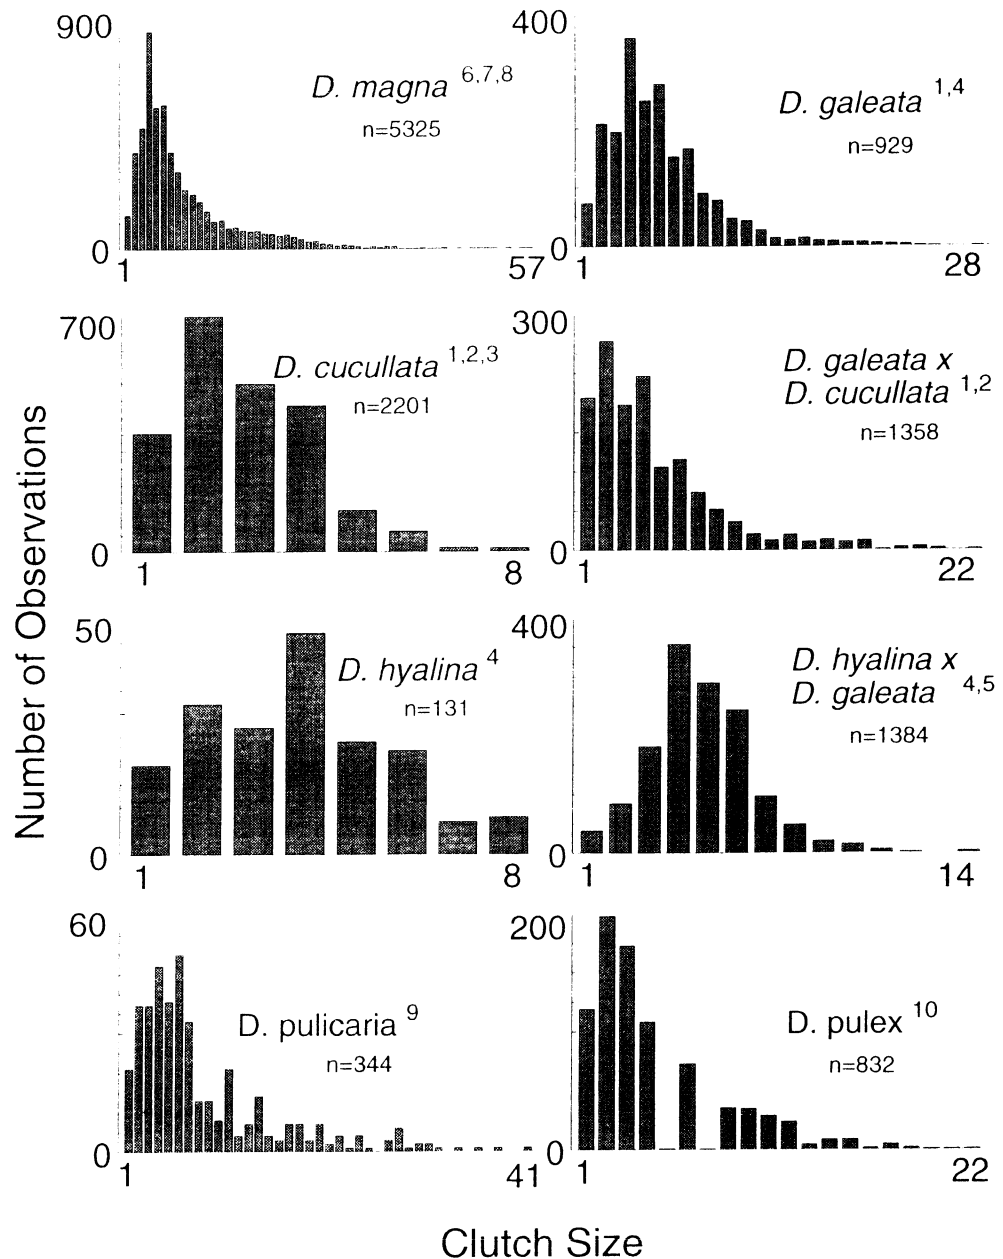 900
D. magna 6,7,8
n=5325
0
1
57
400
D. galeata 1,4
n=929
0
1
28
700
D. cucullata 1,2,3
n=2201
0
1
8
300
D. galeata x
D. cucullata 1,2
n=1358
0
1
22
50
D. hyalina 4
n=131
0
1
8
400
D. hyalina x
D. galeata 4,5
n=1384
0
1
14
60
D. pulicaria 9
n=344
0
1
41
200
D. pulex 10
n=832
0
1
22
Number of Observations
Clutch Size